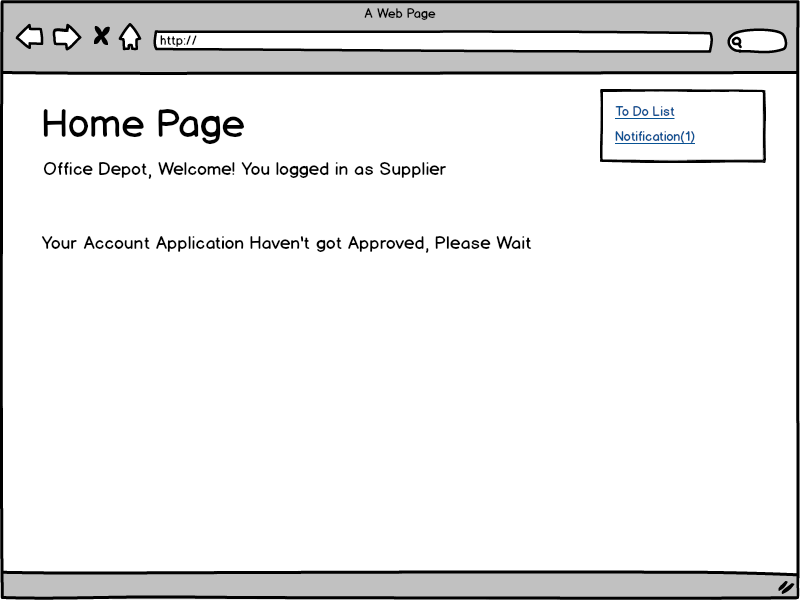 A Web Page
http://
Home Page
To Do List
Notification(1)
Office Depot, Welcome! You logged in as Supplier
Your Account Application Haven't got Approved, Please Wait